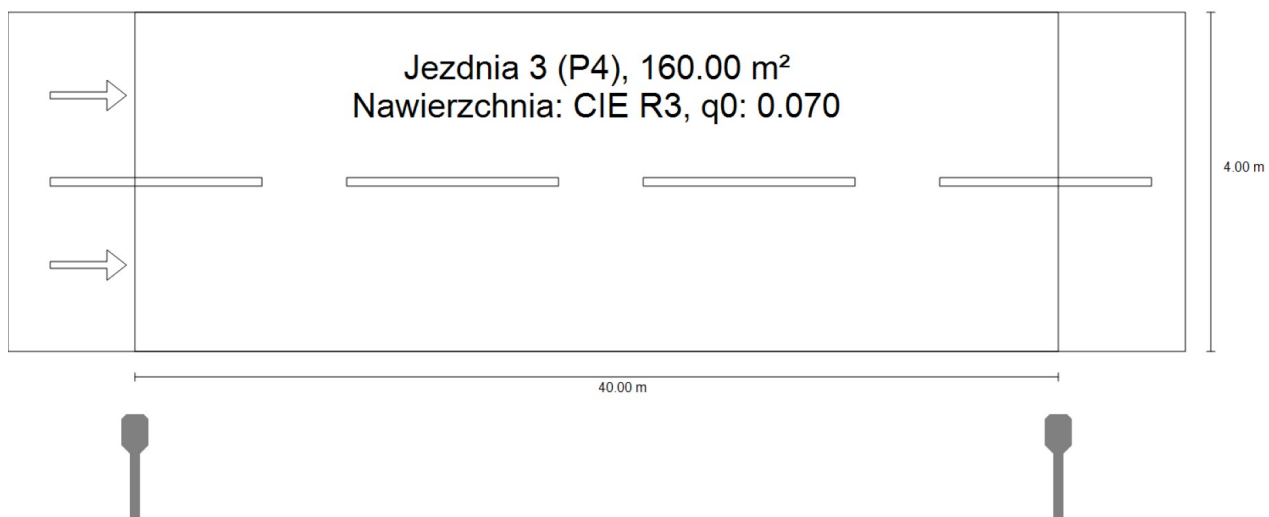 Jezdnia 3 (P4), 160.00 m²
Nawierzchnia: CIE R3, q0: 0.070
4.00 m
40.00 m